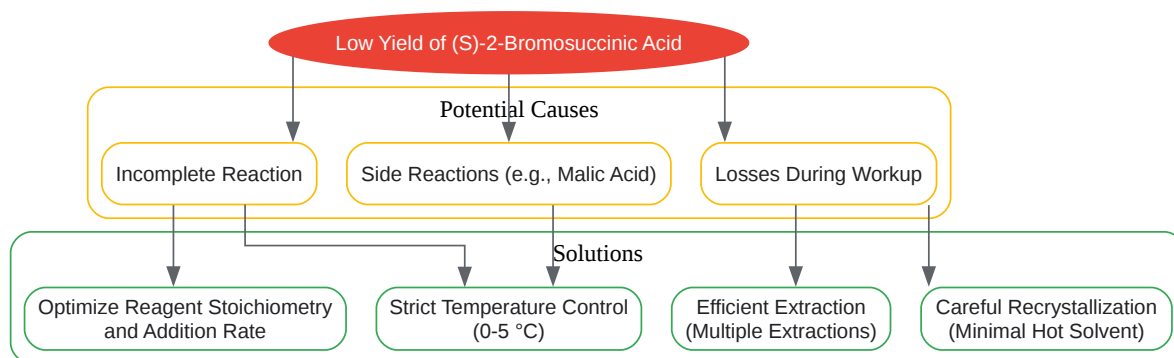 Low Yield of (S)-2-Bromosuccinic Acid
Potential Causes
Incomplete Reaction
Side Reactions (e.g., Malic Acid)
Losses During Workup
Solutions
Optimize Reagent Stoichiometry
and Addition Rate
Strict Temperature Control
(0-5 °C)
Efficient Extraction
(Multiple Extractions)
Careful Recrystallization
(Minimal Hot Solvent)